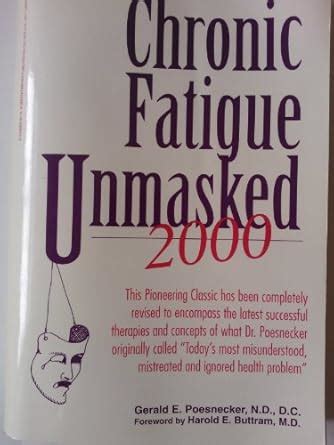 Chronic
Fatigue
Unmasked
2000
This Pioneering Classic has been completely
revised to encompass the latest successful
therapies and concepts of what Dr. Poesnecker
originally called "Today's most misunderstood,
mistreated and ignored health problem"
Gerald E. Poesnecker, N.D., D.C.
Foreword by Harold E. Buttram, M.D.